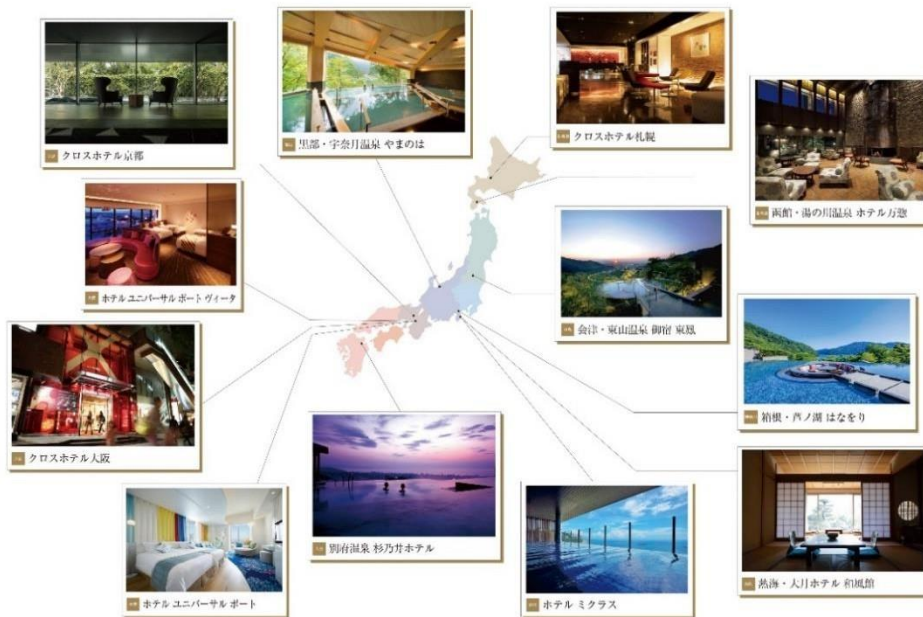 クロスホテル京都
黒部・宇奈月温泉 やまのは
クロスホテル札幌
函館・湯の川温泉 ホテル万惣
ホテル ユニバーサル ポート ヴィータ
会津・東山温泉 御宿 東鳳
箱根・芦ノ湖 はなをり
クロスホテル大阪
別府温泉 杉乃井ホテル
熱海・大月ホテル 和風館
ホテル ユニバーサル ポート
ホテル ミクラス